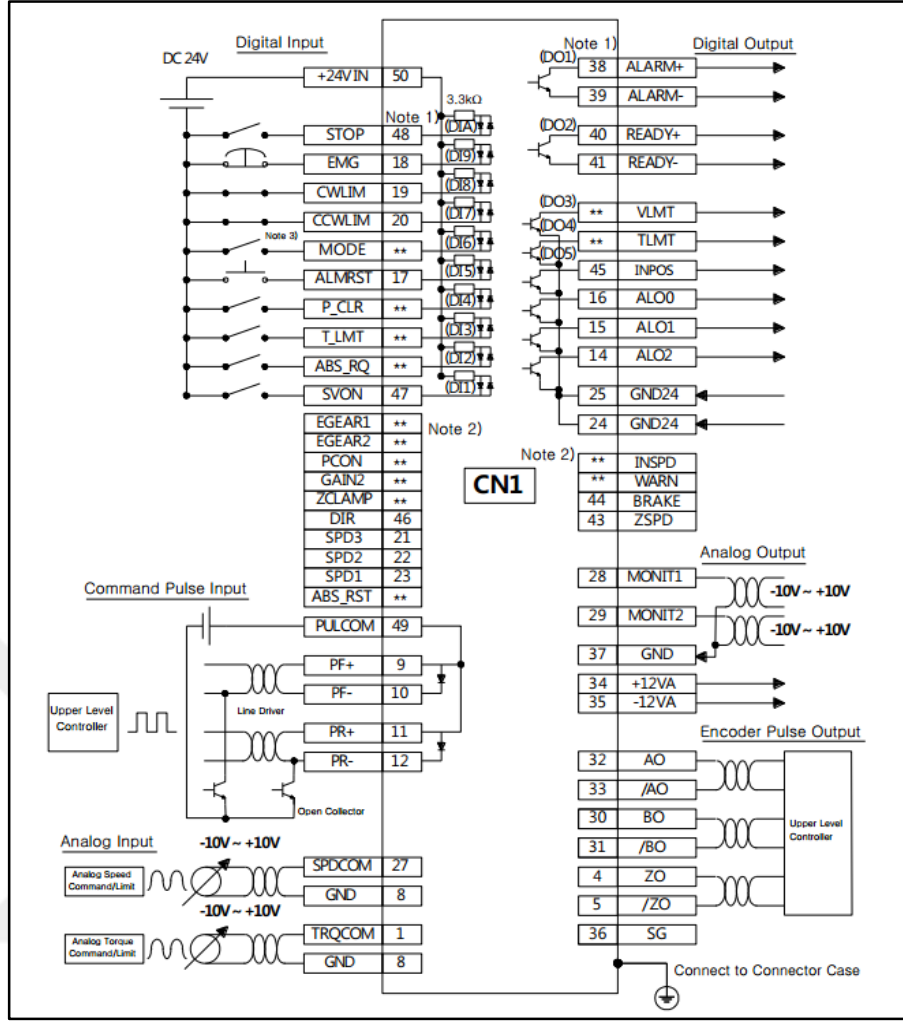 Digital Input
DC 24V
+24V IN 50
3.3kΩ
Note 1)
STOP 48 (DIA)
EMG 18 (DI9)
CWLIM 19 (DI8)
CCWLIM 20 (DI7)
Note 3)
MODE ** (DI6)
ALMRST 17 (DI5)
P_CLR ** (DI4)
T_LMT ** (DI3)
ABS_RQ ** (DI2)
SVON 47 (DI1)
EGEAR1 **
Note 2)
EGEAR2 **
PCON **
GAIN2 **
ZCLAMP **
DIR 46
SPD3 21
SPD2 22
SPD1 23
ABS_RST **
Command Pulse Input
PULCOM 49
PF+ 9
PF- 10
Line Driver
PR+ 11
PR- 12
Upper Level
Controller
Open Collector
Analog Input
-10V ~ +10V
Analog Speed
Command/Limit
SPDCOM 27
GND 8
-10V ~ +10V
Analog Torque
Command/Limit
TRQCOM 1
GND 8
CN1
Note 1)
Digital Output
(DO1)
38 ALARM+
39 ALARM-
(DO2)
40 READY+
41 READY-
(DO3)
** VLMT
(DO4)
** TLMT
(DO5)
45 INPOS
16 ALO0
15 ALO1
14 ALO2
25 GND24
24 GND24
Note 2)
** INSPD
** WARN
44 BRAKE
43 ZSPD
Analog Output
28 MONIT1
-10V ~ +10V
29 MONIT2
-10V ~ +10V
37 GND
34 +12VA
35 -12VA
Encoder Pulse Output
32 AO
33 /AO
30 BO
31 /BO
4 ZO
5 /ZO
36 SG
Upper Level
Controller
Connect to Connector Case